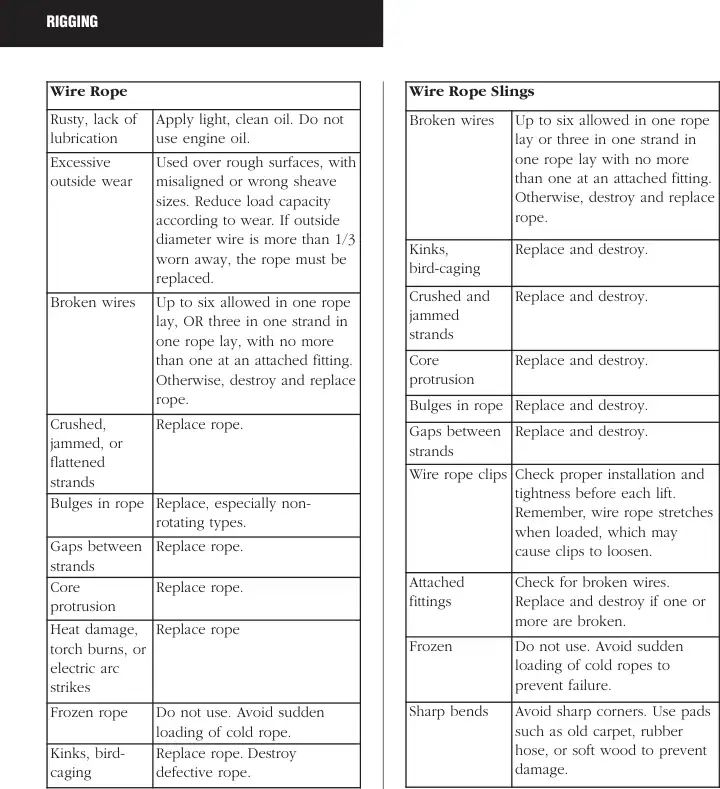 RIGGING
Wire Rope
Rusty, lack of
lubrication
Apply light, clean oil. Do not
use engine oil.
Excessive
outside wear
Used over rough surfaces, with
misaligned or wrong sheave
sizes. Reduce load capacity
according to wear. If outside
diameter wire is more than 1/3
worn away, the rope must be
replaced.
Broken wires
Up to six allowed in one rope
lay, OR three in one strand in
one rope lay, with no more
than one at an attached fitting.
Otherwise, destroy and replace
rope.
Crushed,
jammed, or
flattened
strands
Replace rope.
Bulges in rope
Replace, especially non-
rotating types.
Gaps between
strands
Replace rope.
Core
protrusion
Replace rope.
Heat damage,
torch burns, or
electric arc
strikes
Replace rope
Frozen rope
Do not use. Avoid sudden
loading of cold rope.
Kinks, bird-
caging
Replace rope. Destroy
defective rope.
Wire Rope Slings
Broken wires
Up to six allowed in one rope
lay or three in one strand in
one rope lay with no more
than one at an attached fitting.
Otherwise, destroy and replace
rope.
Kinks,
bird-caging
Replace and destroy.
Crushed and
jammed
strands
Replace and destroy.
Core
protrusion
Replace and destroy.
Bulges in rope
Replace and destroy.
Gaps between
strands
Replace and destroy.
Wire rope clips
Check proper installation and
tightness before each lift.
Remember, wire rope stretches
when loaded, which may
cause clips to loosen.
Attached
fittings
Check for broken wires.
Replace and destroy if one or
more are broken.
Frozen
Do not use. Avoid sudden
loading of cold ropes to
prevent failure.
Sharp bends
Avoid sharp corners. Use pads
such as old carpet, rubber
hose, or soft wood to prevent
damage.